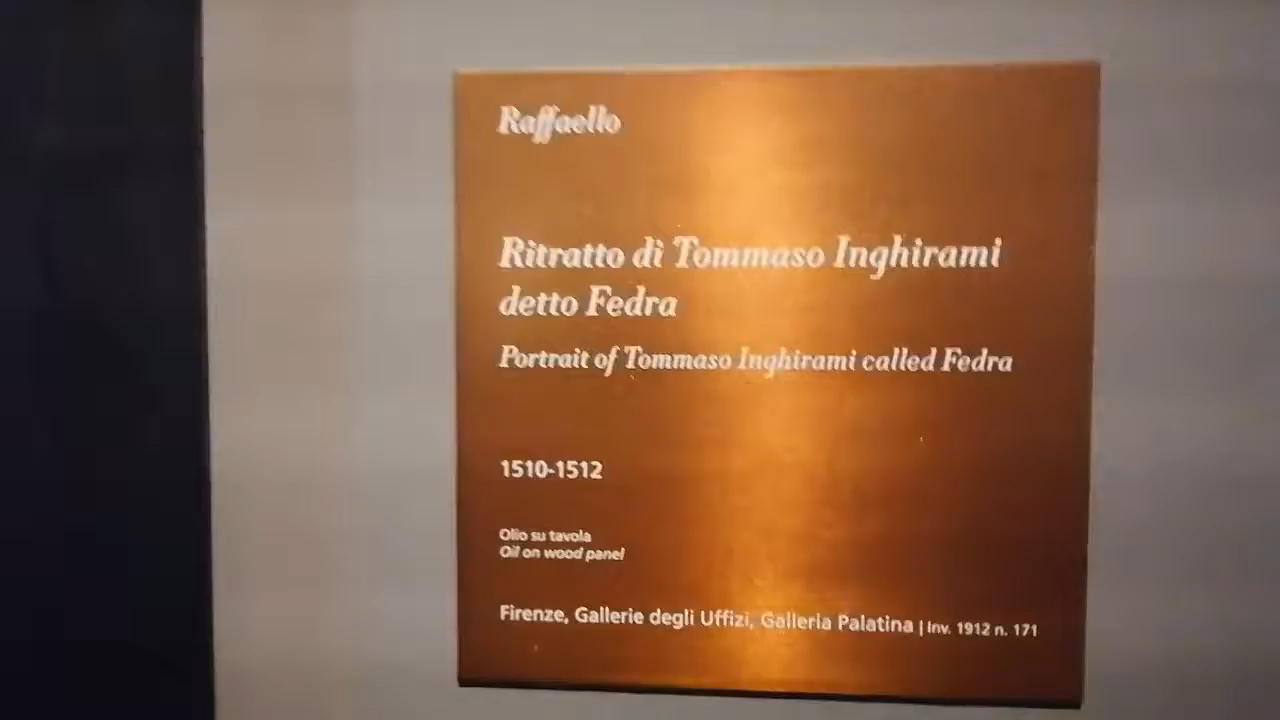 Raffaello
Ritratto di Tommaso Inghirami
detto Fedra
Portrait of Tommaso Inghirami called Fedra
1510-1512
Olio su tavola
Oil on wood panel
Firenze, Gallerie degli Uffizi, Galleria Palatina | Inv. 1912 n. 171